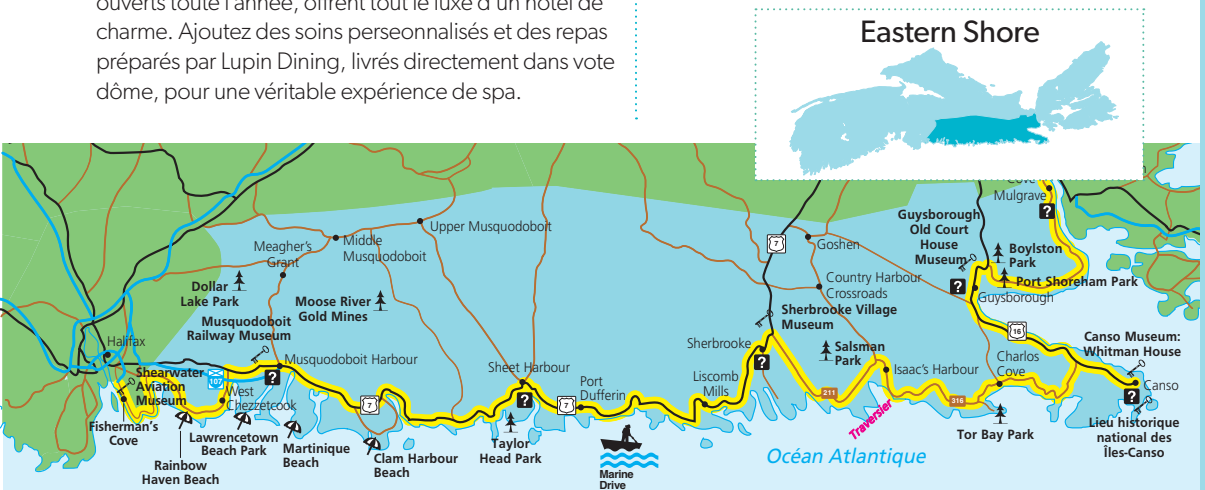 ouverts toute l'année, offrent tout le luxe d'un hôtel de
charme. Ajoutez des soins perseonnalisés et des repas
préparés par Lupin Dining, livrés directement dans vote
dôme, pour une véritable expérience de spa.
Eastern Shore
Cove
Mulgrave
?
Guysborough
Old Court
House
Museum
Boylston
Park
Port Shoreham Park
?
Guysborough
Upper Musquodoboit
Middle
Musquodoboit
Meagher's
Grant
7
Goshen
Dollar
Lake Park
Moose River
Gold Mines
Country Harbour
Crossroads
Musquodoboit
Railway Museum
Sherbrooke Village
Museum
16
Halifax
Sherbrooke
?
Salsman
Park
Canso Museum:
Whitman House
Musquodoboit Harbour
?
Shearwater
Aviation
Museum
107
Sheet Harbour
?
Isaac's Harbour
Charlos
Cove
Canso
?
West
Chezzetcook
7
Port
Dufferin
7
Liscomb
Mills
211
316
Traversier
Fisherman's
Cove
Lawrencetown
Beach Park
Martinique
Beach
Clam Harbour
Beach
Taylor
Head Park
Tor Bay Park
Lieu historique
national des
Îles-Canso
Rainbow
Haven Beach
Marine
Drive
Océan Atlantique